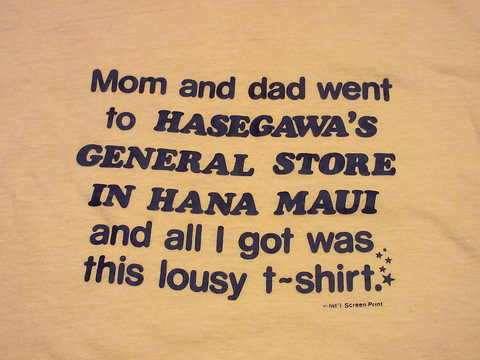 Mom and dad went
to HASEGAWA'S
GENERAL STORE
IN HANA MAUI
and all I got was
this lousy t-shirt.
Int'l Screen Print